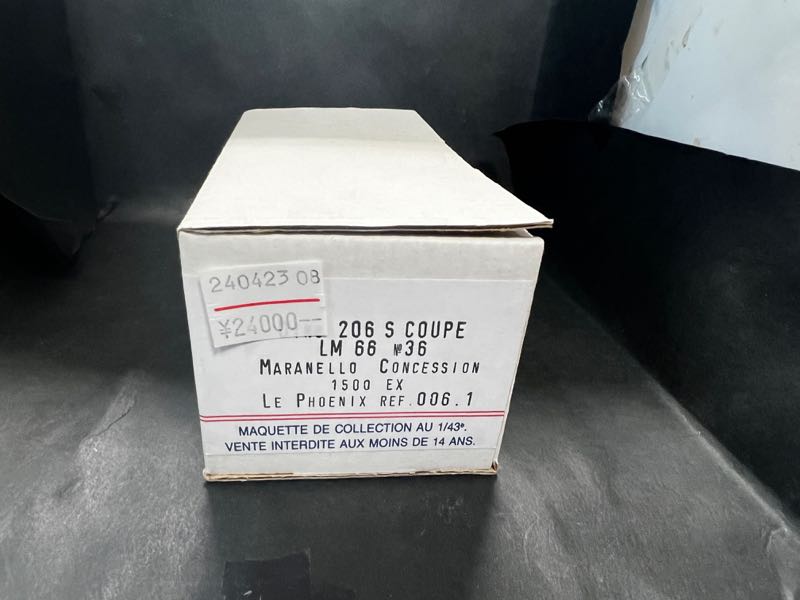 240423 08
¥24000--
206 S COUPE
LM 66 Nº36
MARANELLO CONCESSION
1500 EX
LE PHOENIX REF.006.1
MAQUETTE DE COLLECTION AU 1/43e.
VENTE INTERDITE AUX MOINS DE 14 ANS.